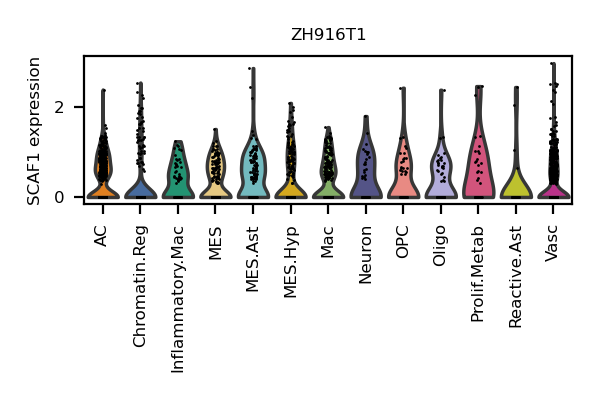 ZH916T1
SCAF1 expression
2
0
AC
Chromatin.Reg
Inflammatory.Mac
MES
MES.Ast
MES.Hyp
Mac
Neuron
OPC
Oligo
Prolif.Metab
Reactive.Ast
Vasc